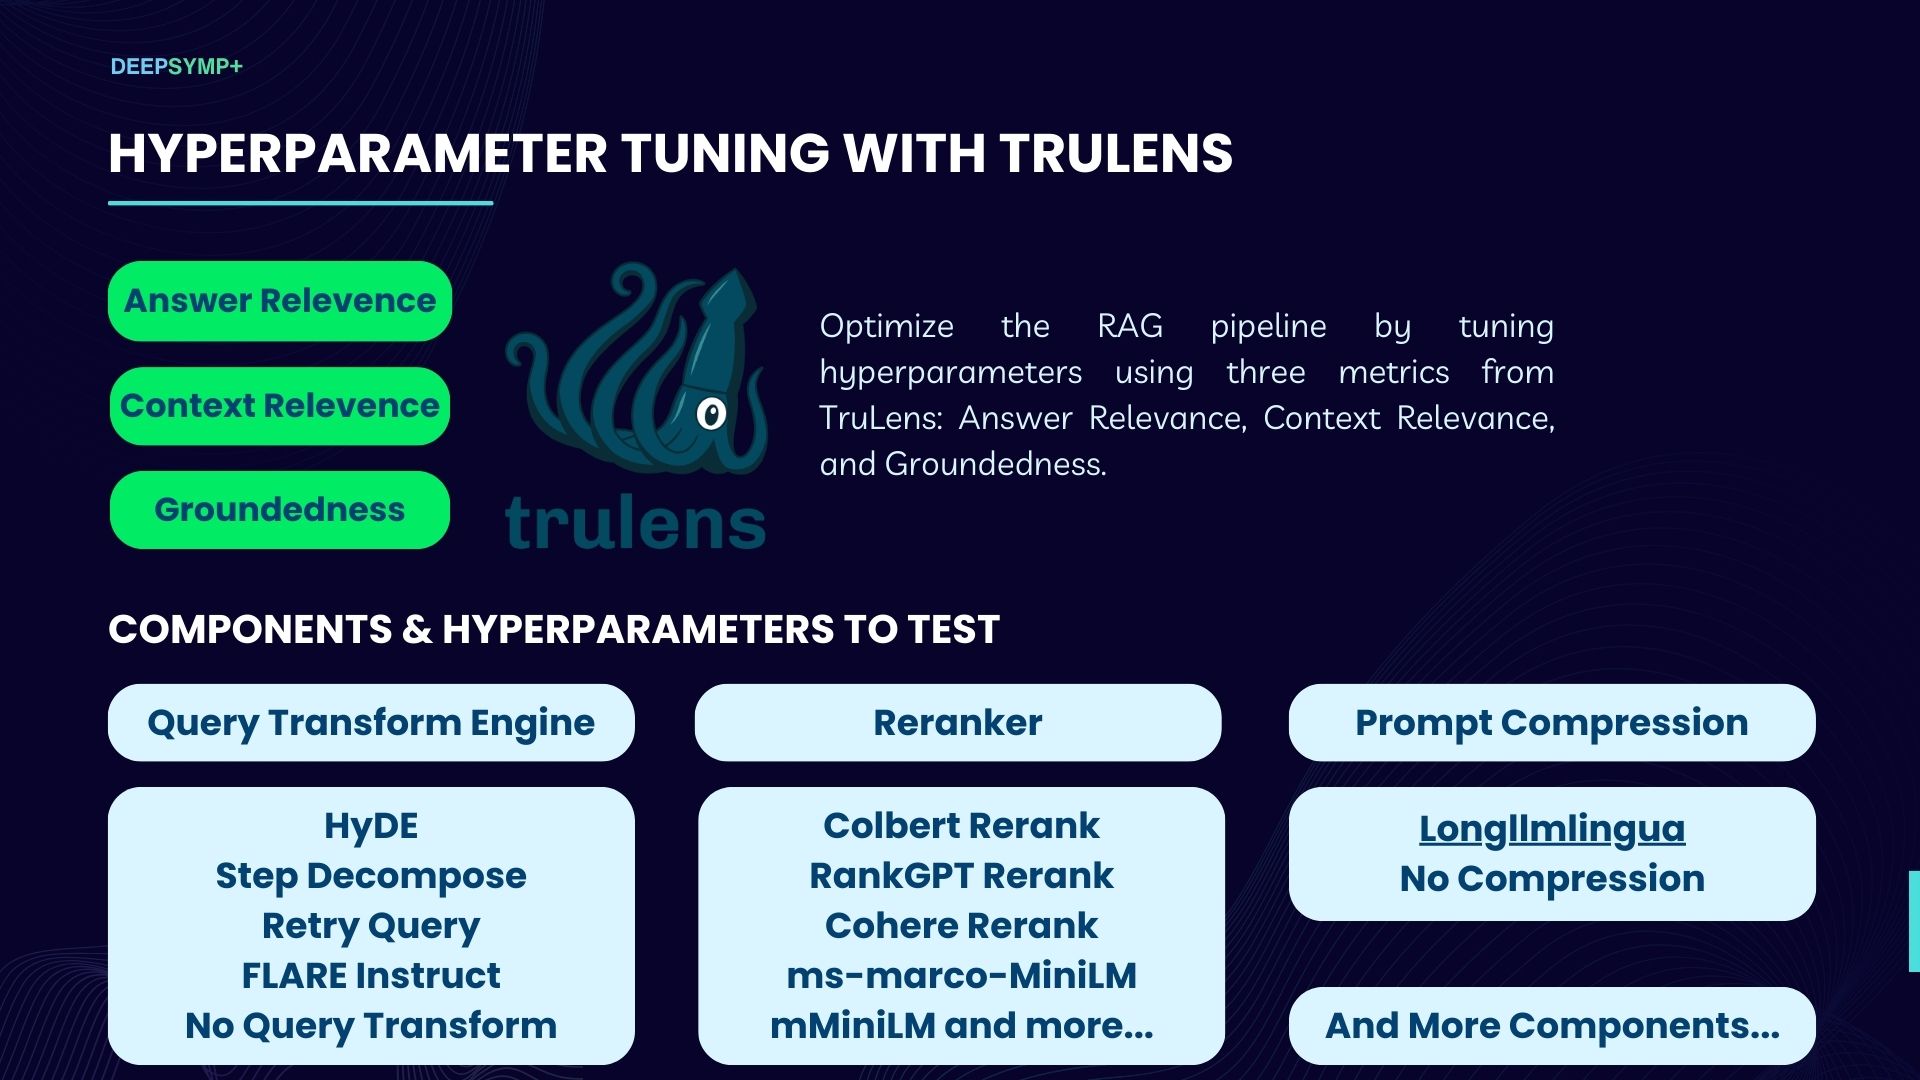 DEEPSYMP+
HYPERPARAMETER TUNING WITH TRULENS
Answer Relevence
Context Relevence
Groundedness
trulens
Optimize the RAG pipeline by tuning
hyperparameters using three metrics from
TruLens: Answer Relevance, Context Relevance,
and Groundedness.
COMPONENTS & HYPERPARAMETERS TO TEST
Query Transform Engine
HyDE
Step Decompose
Retry Query
FLARE Instruct
No Query Transform
Reranker
Colbert Rerank
RankGPT Rerank
Cohere Rerank
ms-marco-MiniLM
mMiniLM and more...
Prompt Compression
Longllmlingua
No Compression
And More Components...